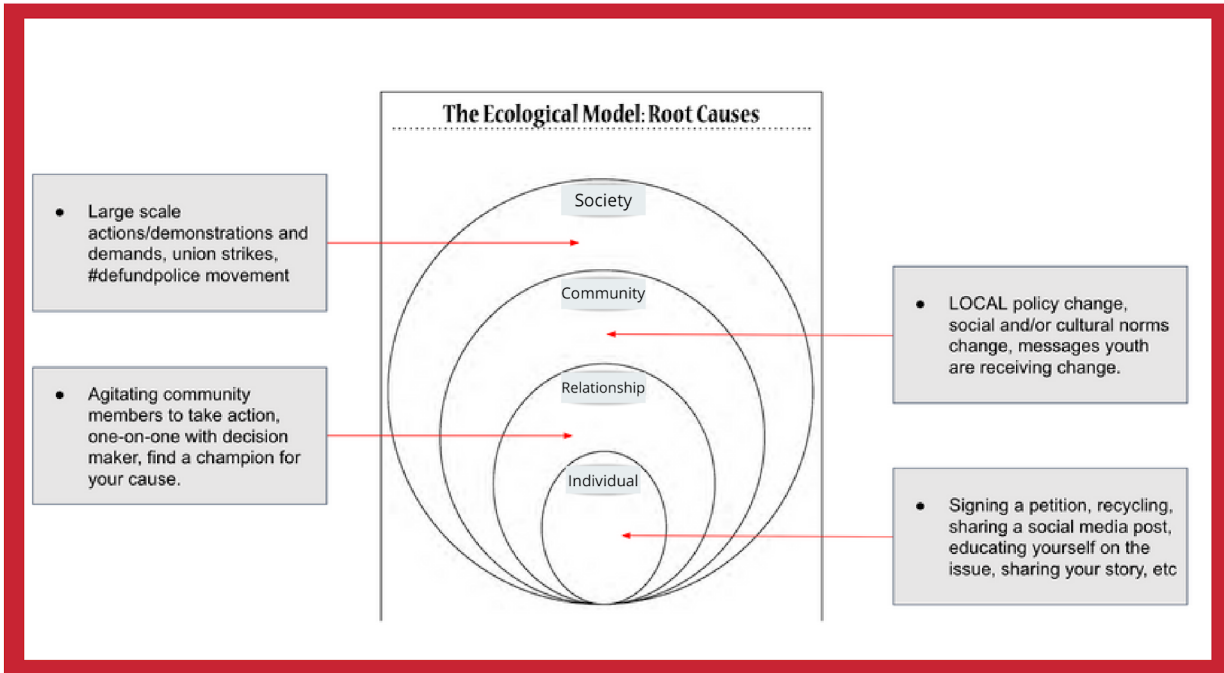 The Ecological Model: Root Causes
Society
● Large scale
actions/demonstrations and
demands, union strikes,
#defundpolice movement
Community
● LOCAL policy change,
social and/or cultural norms
change, messages youth
are receiving change.
Relationship
● Agitating community
members to take action,
one-on-one with decision
maker, find a champion for
your cause.
Individual
● Signing a petition, recycling,
sharing a social media post,
educating yourself on the
issue, sharing your story, etc